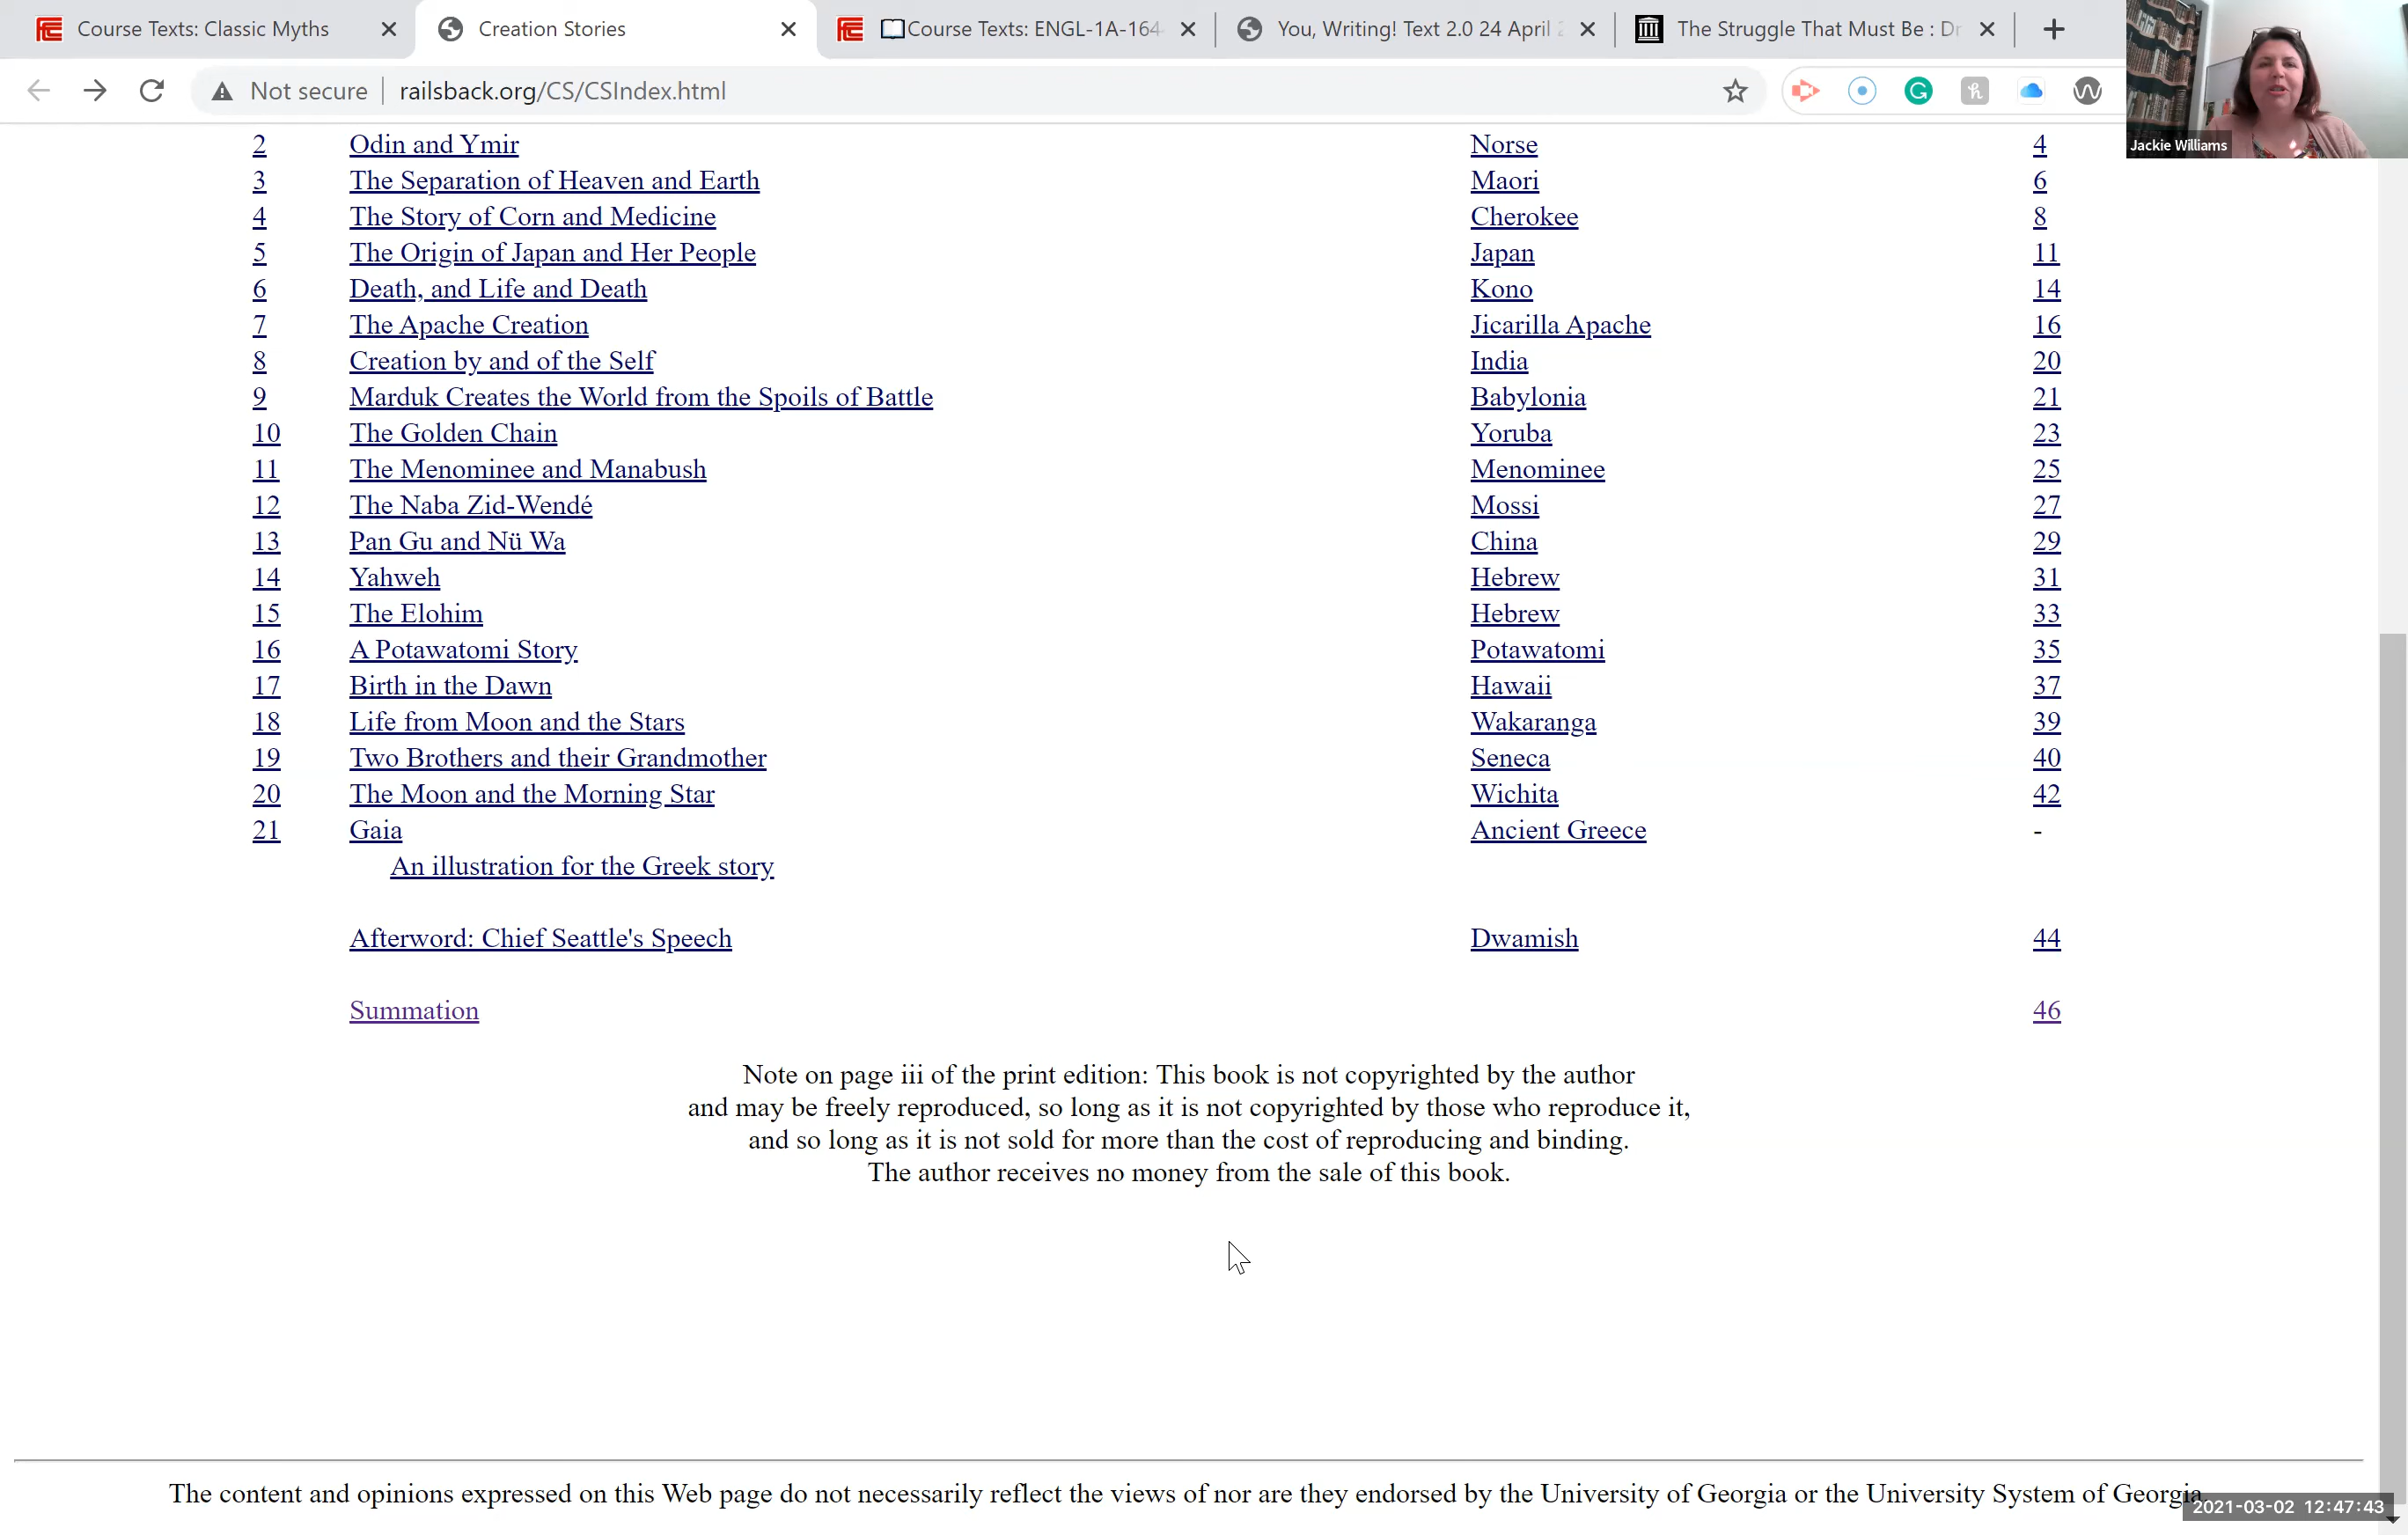 Course Texts: Classic Myths
Creation Stories
Course Texts: ENGL-1A-164
You, Writing! Text 2.0 24 April
The Struggle That Must Be : Dr
Not secure railsback.org/CS/CSIndex.html
Jackie Williams
2 Odin and Ymir Norse 4
3 The Separation of Heaven and Earth Maori 6
4 The Story of Corn and Medicine Cherokee 8
5 The Origin of Japan and Her People Japan 11
6 Death, and Life and Death Kono 14
7 The Apache Creation Jicarilla Apache 16
8 Creation by and of the Self India 20
9 Marduk Creates the World from the Spoils of Battle Babylonia 21
10 The Golden Chain Yoruba 23
11 The Menominee and Manabush Menominee 25
12 The Naba Zid-Wendé Mossi 27
13 Pan Gu and Nü Wa China 29
14 Yahweh Hebrew 31
15 The Elohim Hebrew 33
16 A Potawatomi Story Potawatomi 35
17 Birth in the Dawn Hawaii 37
18 Life from Moon and the Stars Wakaranga 39
19 Two Brothers and their Grandmother Seneca 40
20 The Moon and the Morning Star Wichita 42
21 Gaia Ancient Greece -
An illustration for the Greek story
Afterword: Chief Seattle's Speech Dwamish 44
Summation 46
Note on page iii of the print edition: This book is not copyrighted by the author
and may be freely reproduced, so long as it is not copyrighted by those who reproduce it,
and so long as it is not sold for more than the cost of reproducing and binding.
The author receives no money from the sale of this book.
The content and opinions expressed on this Web page do not necessarily reflect the views of nor are they endorsed by the University of Georgia or the University System of Georgia
2021-03-02 12:47:43